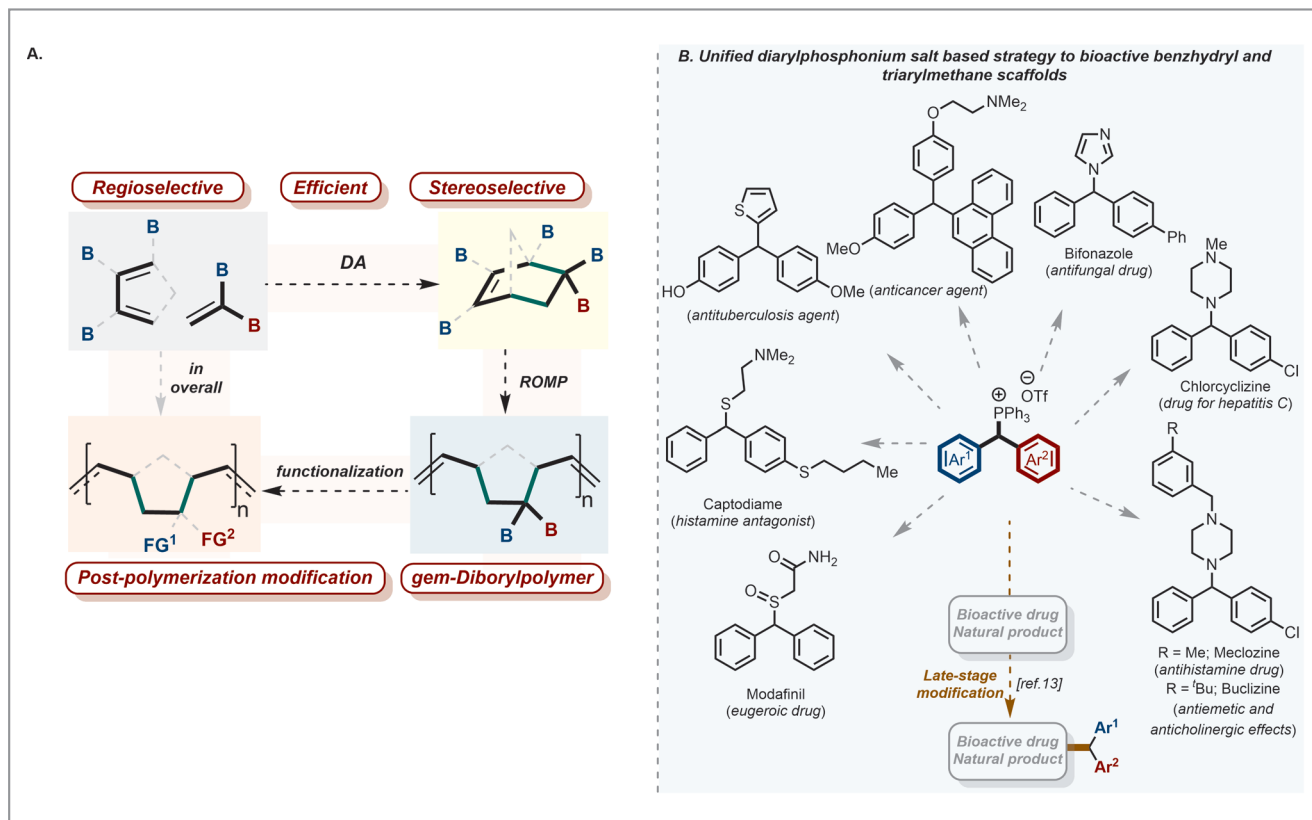 A.
Regioselective
Efficient
Stereoselective
B
B
B
B
B
DA
B
B
B
B
B
in
overall
ROMP
n
FG¹
FG²
functionalization
n
B
B
Post-polymerization modification
gem-Diborylpolymer
B. Unified diarylphosphonium salt based strategy to bioactive benzhydryl and
triarylmethane scaffolds
S
HO
OMe
(antituberculosis agent)
O
NMe₂
MeO
(anticancer agent)
N
N
Ph
Bifonazole
(antifungal drug)
Me
N
N
Cl
Chlorcyclizine
(drug for hepatitis C)
NMe₂
S
S
Me
Captodiame
(histamine antagonist)
⊕
PPh₃
⊖
OTf
Ar¹
Ar²
R
N
N
Cl
R = Me; Meclozine
(antihistamine drug)
R = ᵗBu; Buclizine
(antiemetic and
anticholinergic effects)
O
NH₂
O
S
Modafinil
(eugeroic drug)
Bioactive drug
Natural product
Late-stage
modification
[ref.13]
Bioactive drug
Natural product
Ar¹
Ar²